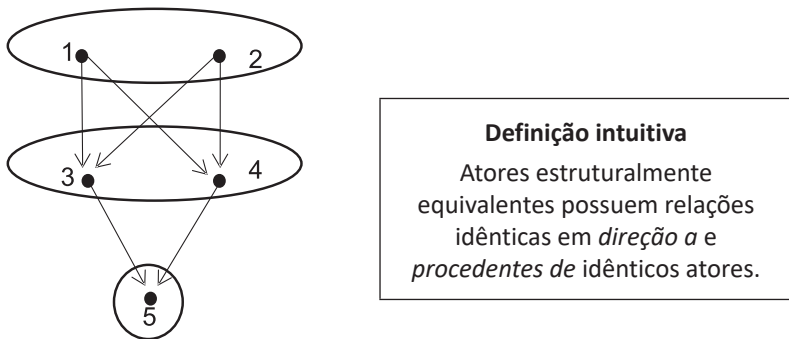 1
2
3
4
5
Definição intuitiva
Atores estruturalmente
equivalentes possuem relações
idênticas em direção a e
procedentes de idênticos atores.